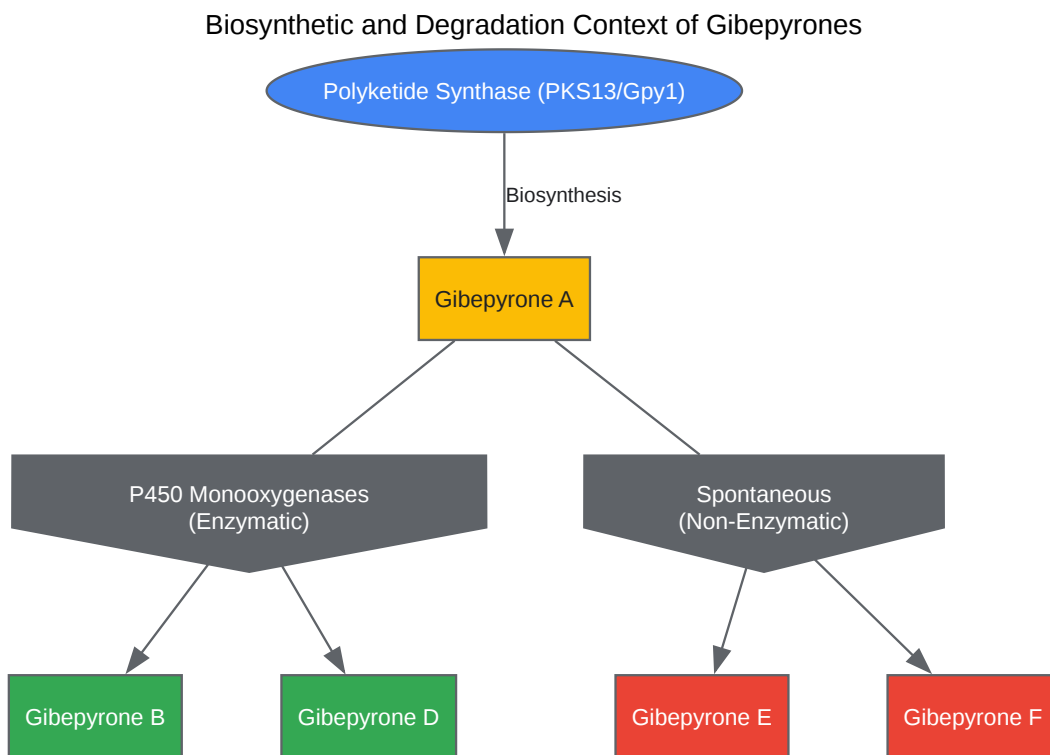 Biosynthetic and Degradation Context of Gibepyrones
Polyketide Synthase (PKS13/Gpy1)
Biosynthesis
Gibepyrone A
P450 Monooxygenases
(Enzymatic)
Spontaneous
(Non-Enzymatic)
Gibepyrone B
Gibepyrone D
Gibepyrone E
Gibepyrone F